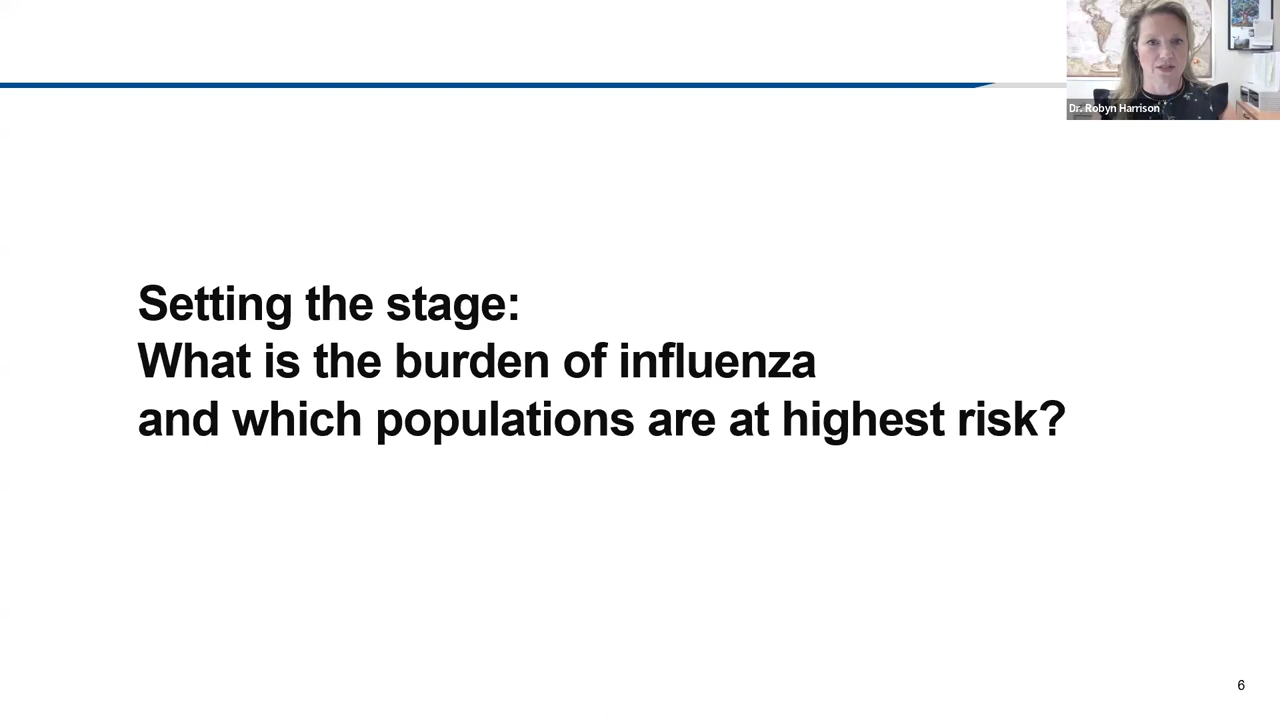 Dr. Robyn Harrison
Setting the stage:
What is the burden of influenza
and which populations are at highest risk?
6